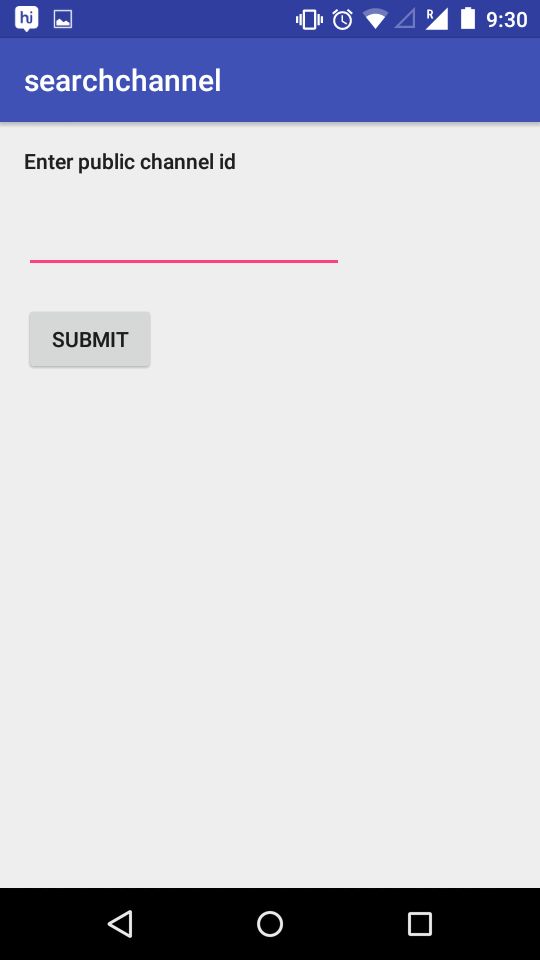 hi
R
9:30
searchchannel
Enter public channel id
SUBMIT